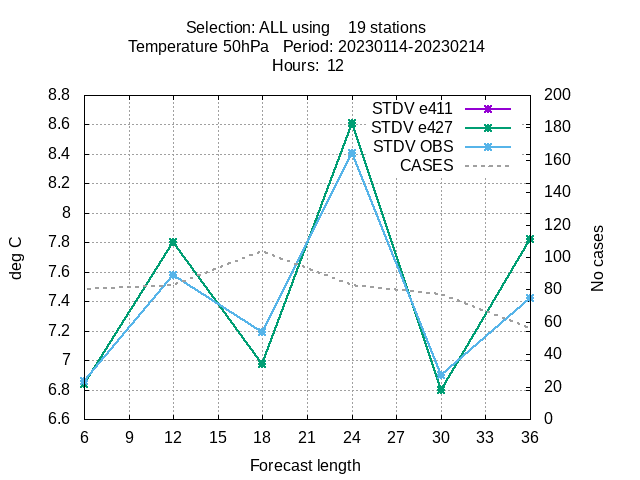 Selection: ALL using    19 stations
Temperature 50hPa   Period: 20230114-20230214
Hours:  12
8.8
8.6
8.4
8.2
8
7.8
7.6
7.4
7.2
7
6.8
6.6
deg C
STDV e411
STDV e427
STDV OBS
CASES
200
180
160
140
120
100
80
60
40
20
0
No cases
6 9 12 15 18 21 24 27 30 33 36
Forecast length